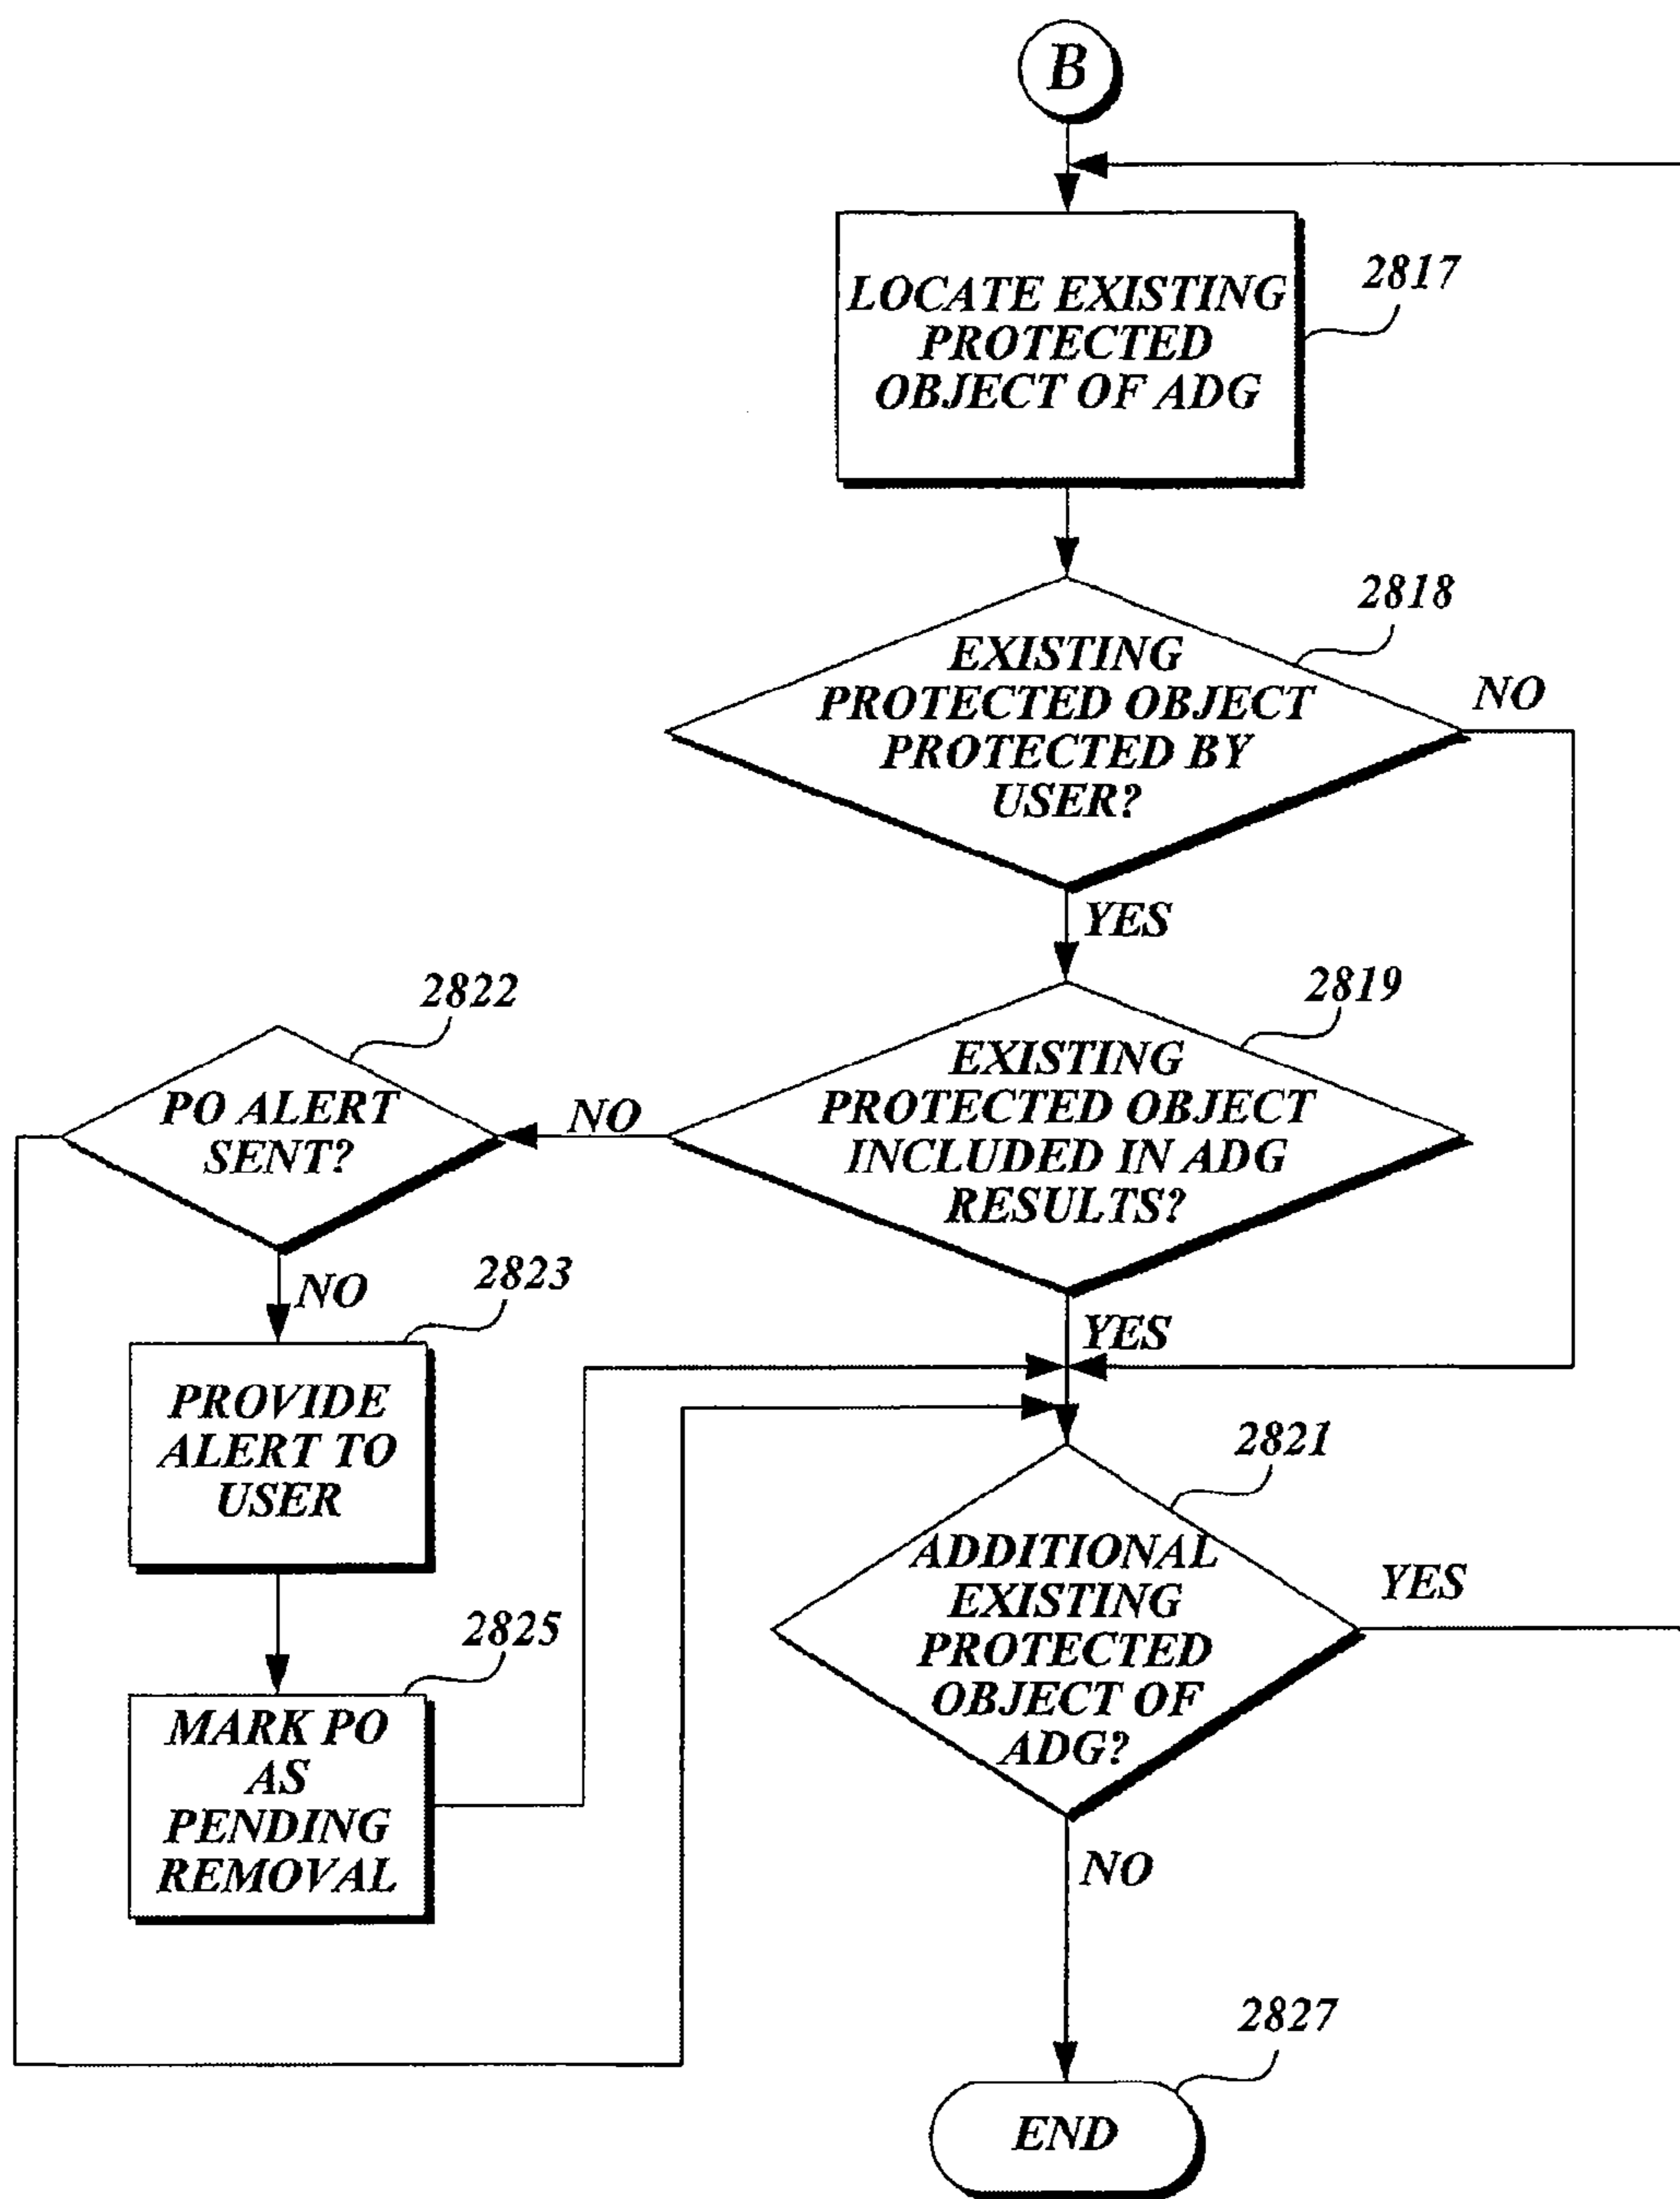 B
LOCATE EXISTING
PROTECTED
OBJECT OF ADG
2817
EXISTING
PROTECTED OBJECT
PROTECTED BY
USER?
2818
NO
YES
EXISTING
PROTECTED OBJECT
INCLUDED IN ADG
RESULTS?
2819
NO
YES
PO ALERT
SENT?
2822
NO
PROVIDE
ALERT TO
USER
2823
MARK PO
AS
PENDING
REMOVAL
2825
ADDITIONAL
EXISTING
PROTECTED
OBJECT OF
ADG?
2821
YES
NO
END
2827